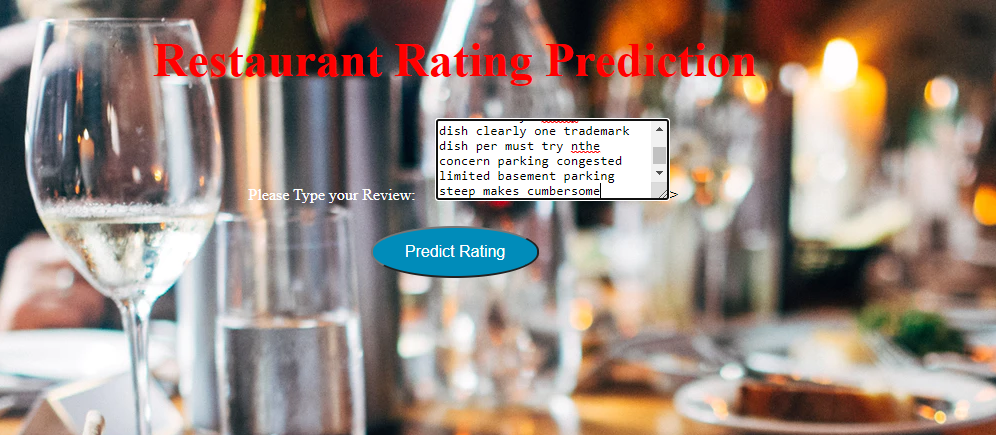 Restaurant Rating Prediction
dish clearly one trademark
dish per must try nthe
concern parking congested
limited basement parking
steep makes cumbersome
Please Type your Review:
>
Predict Rating